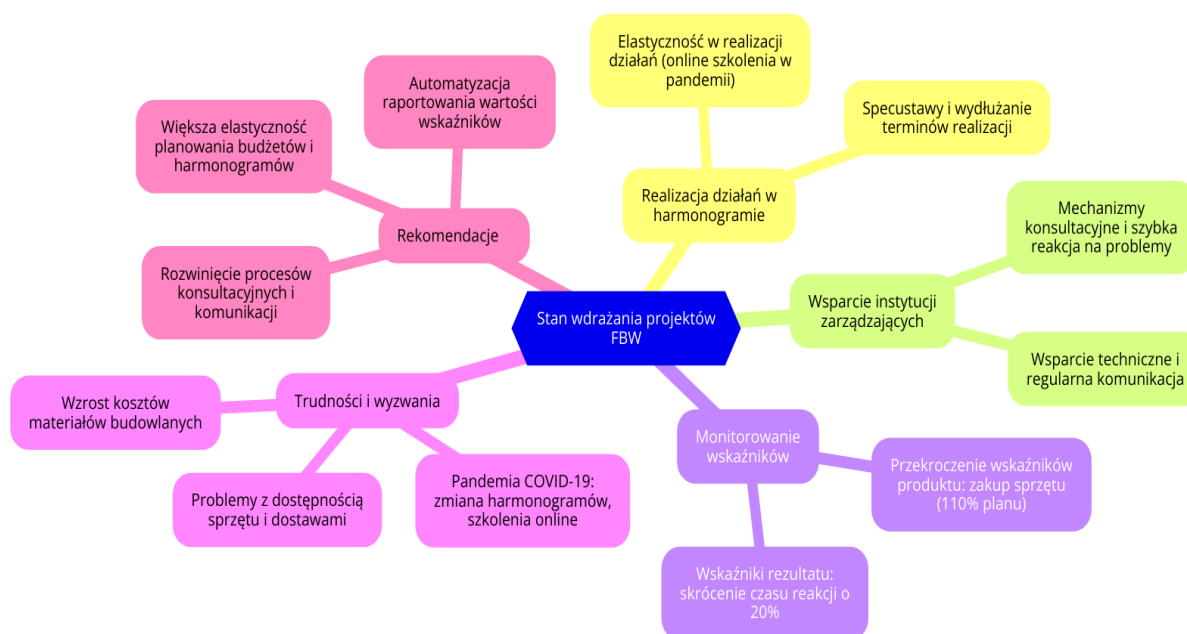 Elastyczność w realizacji
działań (online szkolenia w
pandemii)
Specustawy i wydłużanie
terminów realizacji
Realizacja działań w
harmonogramie
Automatyzacja
raportowania wartości
wskaźników
Większa elastyczność
planowania budżetów i
harmonogramów
Rekomendacje
Rozwinięcie procesów
konsultacyjnych i
komunikacji
Mechanizmy
konsultacyjne i szybka
reakcja na problemy
Wsparcie instytucji
zarządzających
Wsparcie techniczne i
regularna komunikacja
Stan wdrażania projektów
FBW
Trudności i wyzwania
Wzrost kosztów
materiałów budowlanych
Problemy z dostępnością
sprzętu i dostawami
Pandemia COVID-19:
zmiana harmonogramów,
szkolenia online
Monitorowanie
wskaźników
Przekroczenie wskaźników
produktu: zakup sprzętu
(110% planu)
Wskaźniki rezultatu:
skrócenie czasu reakcji o
20%